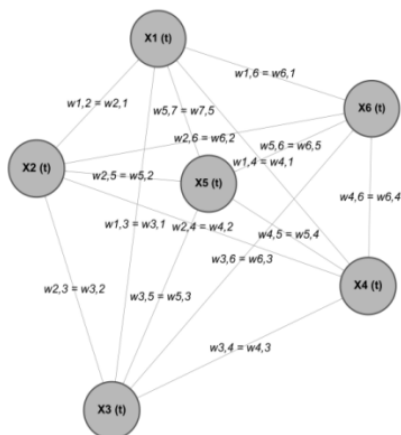 X1 (t)
w1,6 = w6,1
w1,2 = w2,1
w5,7 = w7,5
X6 (t)
w2,6 = w6,2
w5,6 = w6,5
w1,4 = w4,1
X2 (t)
w2,5 = w5,2
X5 (t)
w4,6 = w6,4
w1,3 = w3,1
w2,4 = w4,2
w4,5 = w5,4
w3,6 = w6,3
w2,3 = w3,2
w3,5 = w5,3
X4 (t)
w3,4 = w4,3
X3 (t)